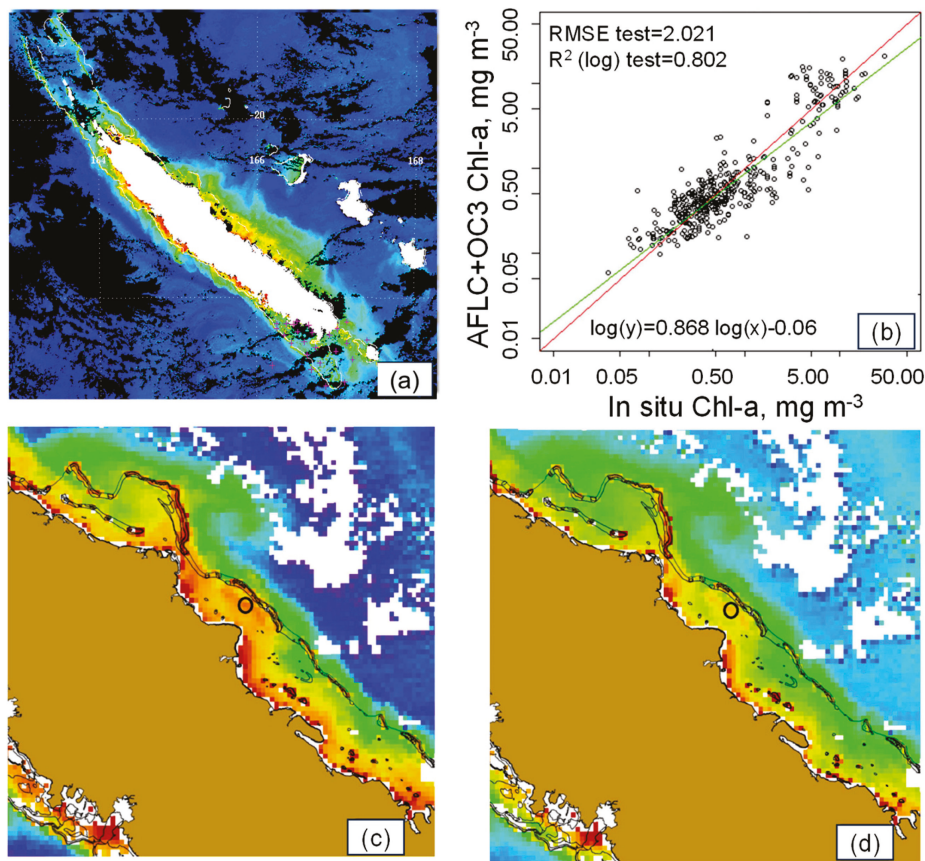 -20
164
166
168
(a)
RMSE test=2.021
R² (log) test=0.802
AFLC+OC3 Chl-a, mg m⁻³
50.00
5.00
0.50
0.05
0.01
log(y)=0.868 log(x)-0.06
(b)
0.01 0.05 0.50 5.00 50.00
In situ Chl-a, mg m⁻³
(c)
(d)